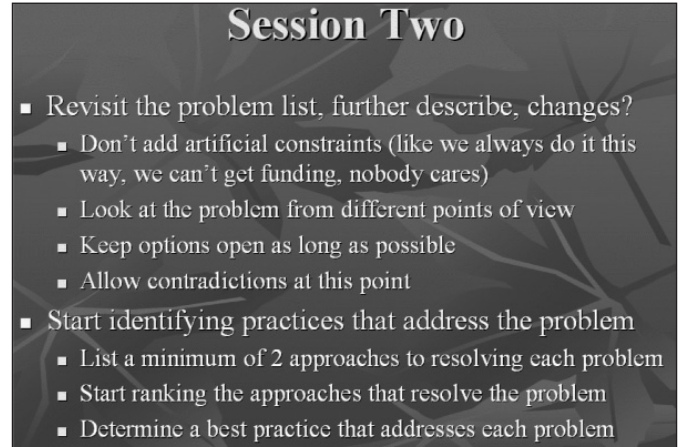 Session Two
▪ Revisit the problem list, further describe, changes?
▪ Don't add artificial constraints (like we always do it this
way, we can't get funding, nobody cares)
▪ Look at the problem from different points of view
▪ Keep options open as long as possible
▪ Allow contradictions at this point
▪ Start identifying practices that address the problem
▪ List a minimum of 2 approaches to resolving each problem
▪ Start ranking the approaches that resolve the problem
▪ Determine a best practice that addresses each problem